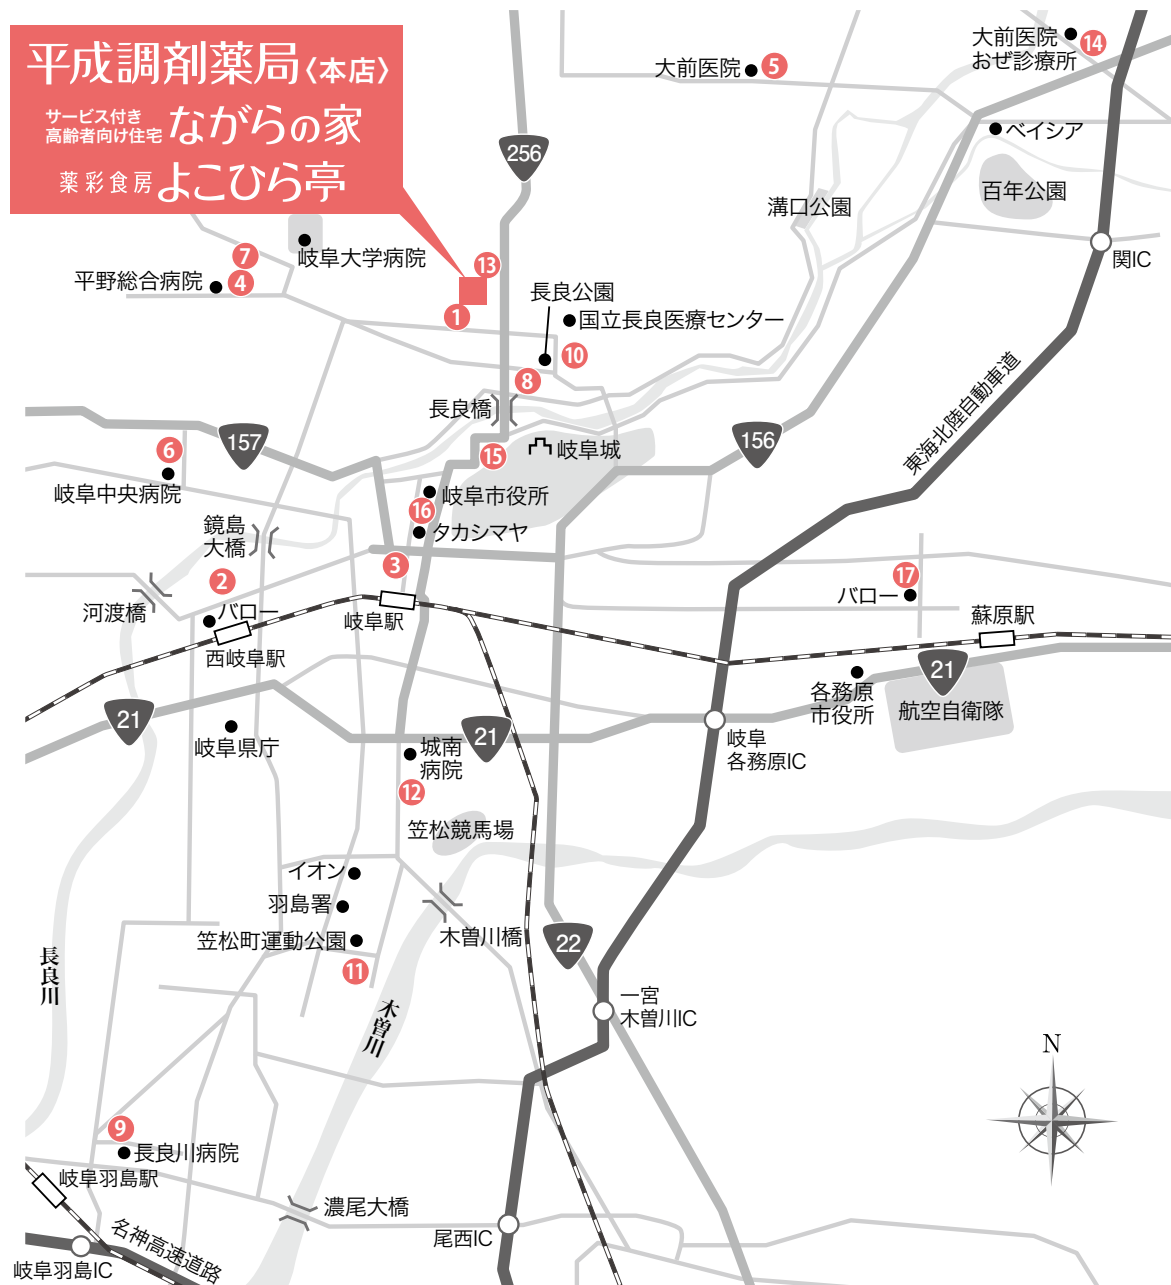 平成調剤薬局〈本店〉
サービス付き
高齢者向け住宅 ながらの家
薬彩食房 よこひら亭
256
大前医院 5
大前医院 14
おぜ診療所
ベイシア
百年公園
溝口公園
関IC
7
岐阜大学病院
平野総合病院 4
13
1
長良公園
国立長良医療センター
10
8
長良橋
157
156
東海北陸自動車道
6
岐阜中央病院
15
岐阜城
岐阜市役所
16
タカシマヤ
鏡島
大橋
3
2
河渡橋
バロー
西岐阜駅
岐阜駅
17
バロー
蘇原駅
21
各務原
市役所
航空自衛隊
21
岐阜県庁
21
城南
病院
12
岐阜
各務原IC
笠松競馬場
イオン
羽島署
笠松町運動公園
11
木曽川橋
22
長良川
木曽川
一宮
木曽川IC
N
9
長良川病院
岐阜羽島駅
濃尾大橋
尾西IC
名神高速道路
岐阜羽島IC